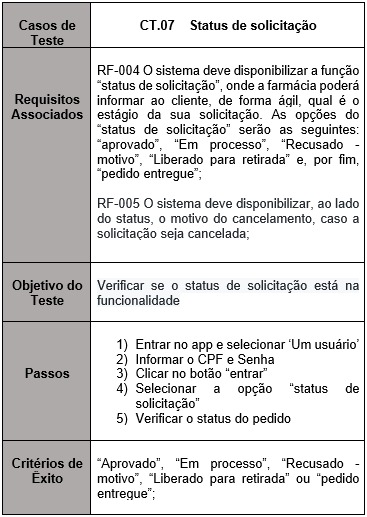 Casos de
Teste
CT.07 Status de solicitação
Requisitos
Associados
RF-004 O sistema deve disponibilizar a função
“status de solicitação”, onde a farmácia poderá
informar ao cliente, de forma ágil, qual é o
estágio da sua solicitação. As opções do
“status de solicitação” serão as seguintes:
“aprovado”, “Em processo”, “Recusado -
motivo”, “Liberado para retirada” e, por fim,
“pedido entregue”;
RF-005 O sistema deve disponibilizar, ao lado
do status, o motivo do cancelamento, caso a
solicitação seja cancelada;
Objetivo do
Teste
Verificar se o status de solicitação está na
funcionalidade
Passos
1) Entrar no app e selecionar ‘Um usuário’
2) Informar o CPF e Senha
3) Clicar no botão “entrar”
4) Selecionar a opção “status de
solicitação”
5) Verificar o status do pedido
Critérios de
Êxito
“Aprovado”, “Em processo”, “Recusado -
motivo”, “Liberado para retirada” ou “pedido
entregue”;